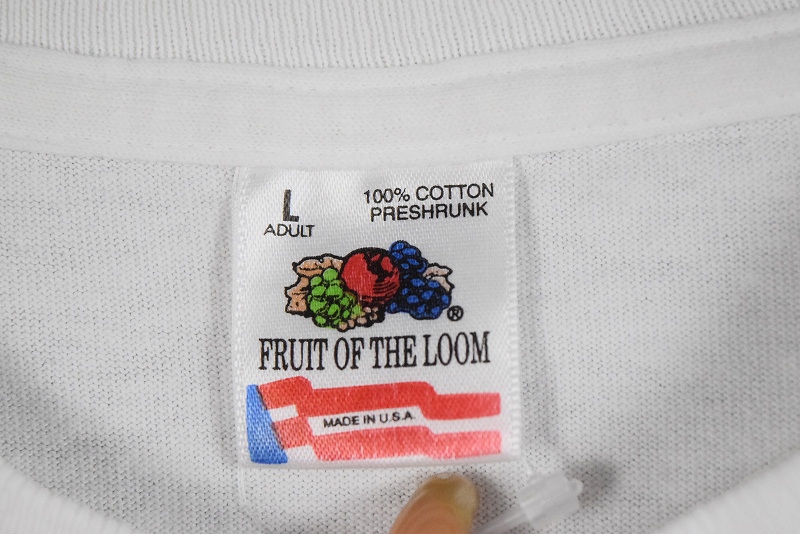 L
ADULT
100% COTTON
PRESHRUNK
®
FRUIT OF THE LOOM
MADE IN U.S.A.